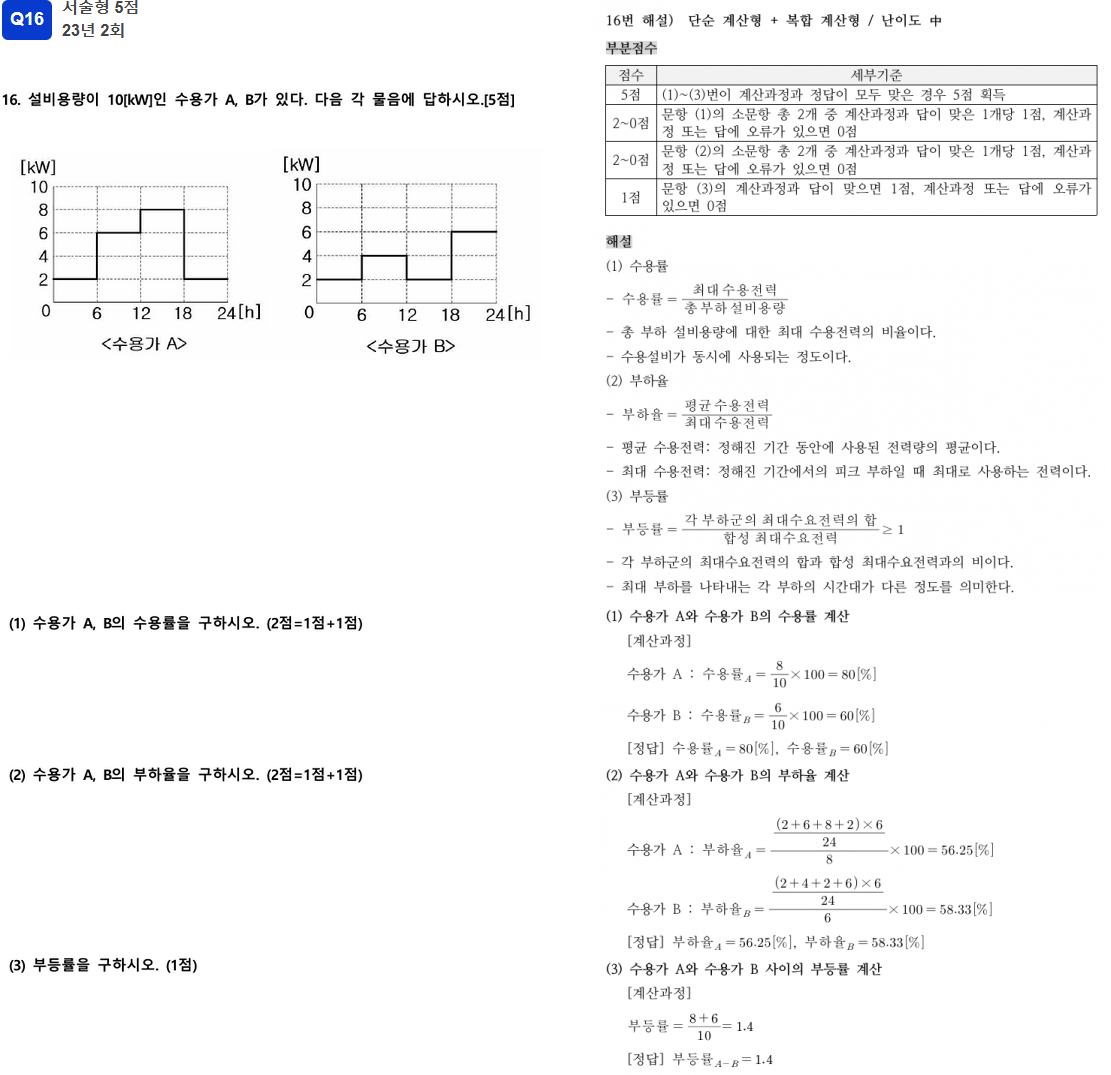 Q16
서술형 5점
23년 2회
16. 설비용량이 10[kW]인 수용가 A, B가 있다. 다음 각 물음에 답하시오.[5점]
[kW]
10
8
6
4
2
0 6 12 18 24[h]
<수용가 A>
[kW]
10
8
6
4
2
0 6 12 18 24[h]
<수용가 B>
(1) 수용가 A, B의 수용률을 구하시오. (2점=1점+1점)
(2) 수용가 A, B의 부하율을 구하시오. (2점=1점+1점)
(3) 부등률을 구하시오. (1점)
16번 해설) 단순 계산형 + 복합 계산형 / 난이도 中
부분점수
점수 세부기준
5점 (1)~(3)번이 계산과정과 정답이 모두 맞은 경우 5점 획득
2~0점 문항 (1)의 소문항 총 2개 중 계산과정과 답이 맞은 1개당 1점, 계산과
정 또는 답에 오류가 있으면 0점
2~0점 문항 (2)의 소문항 총 2개 중 계산과정과 답이 맞은 1개당 1점, 계산과
정 또는 답에 오류가 있으면 0점
1점 문항 (3)의 계산과정과 답이 맞으면 1점, 계산과정 또는 답에 오류가
있으면 0점
해설
(1) 수용률
- 수용률 = 최대수용전력 / 총부하설비용량
- 총 부하 설비용량에 대한 최대 수용전력의 비율이다.
- 수용설비가 동시에 사용되는 정도이다.
(2) 부하율
- 부하율 = 평균수용전력 / 최대수용전력
- 평균 수용전력: 정해진 기간 동안에 사용된 전력량의 평균이다.
- 최대 수용전력: 정해진 기간에서의 피크 부하일 때 최대로 사용하는 전력이다.
(3) 부등률
- 부등률 = 각 부하군의 최대수요전력의 합 / 합성 최대수요전력 ≥ 1
- 각 부하군의 최대수요전력의 합과 합성 최대수요전력과의 비이다.
- 최대 부하를 나타내는 각 부하의 시간대가 다른 정도를 의미한다.
(1) 수용가 A와 수용가 B의 수용률 계산
[계산과정]
수용가 A : 수용률A = 8/10 × 100 = 80[%]
수용가 B : 수용률B = 6/10 × 100 = 60[%]
[정답] 수용률A = 80[%], 수용률B = 60[%]
(2) 수용가 A와 수용가 B의 부하율 계산
[계산과정]
수용가 A : 부하율A = ((2+6+8+2)×6 / 24) / 8 × 100 = 56.25[%]
수용가 B : 부하율B = ((2+4+2+6)×6 / 24) / 6 × 100 = 58.33[%]
[정답] 부하율A = 56.25[%], 부하율B = 58.33[%]
(3) 수용가 A와 수용가 B 사이의 부등률 계산
[계산과정]
부등률 = 8+6 / 10 = 1.4
[정답] 부등률A-B = 1.4